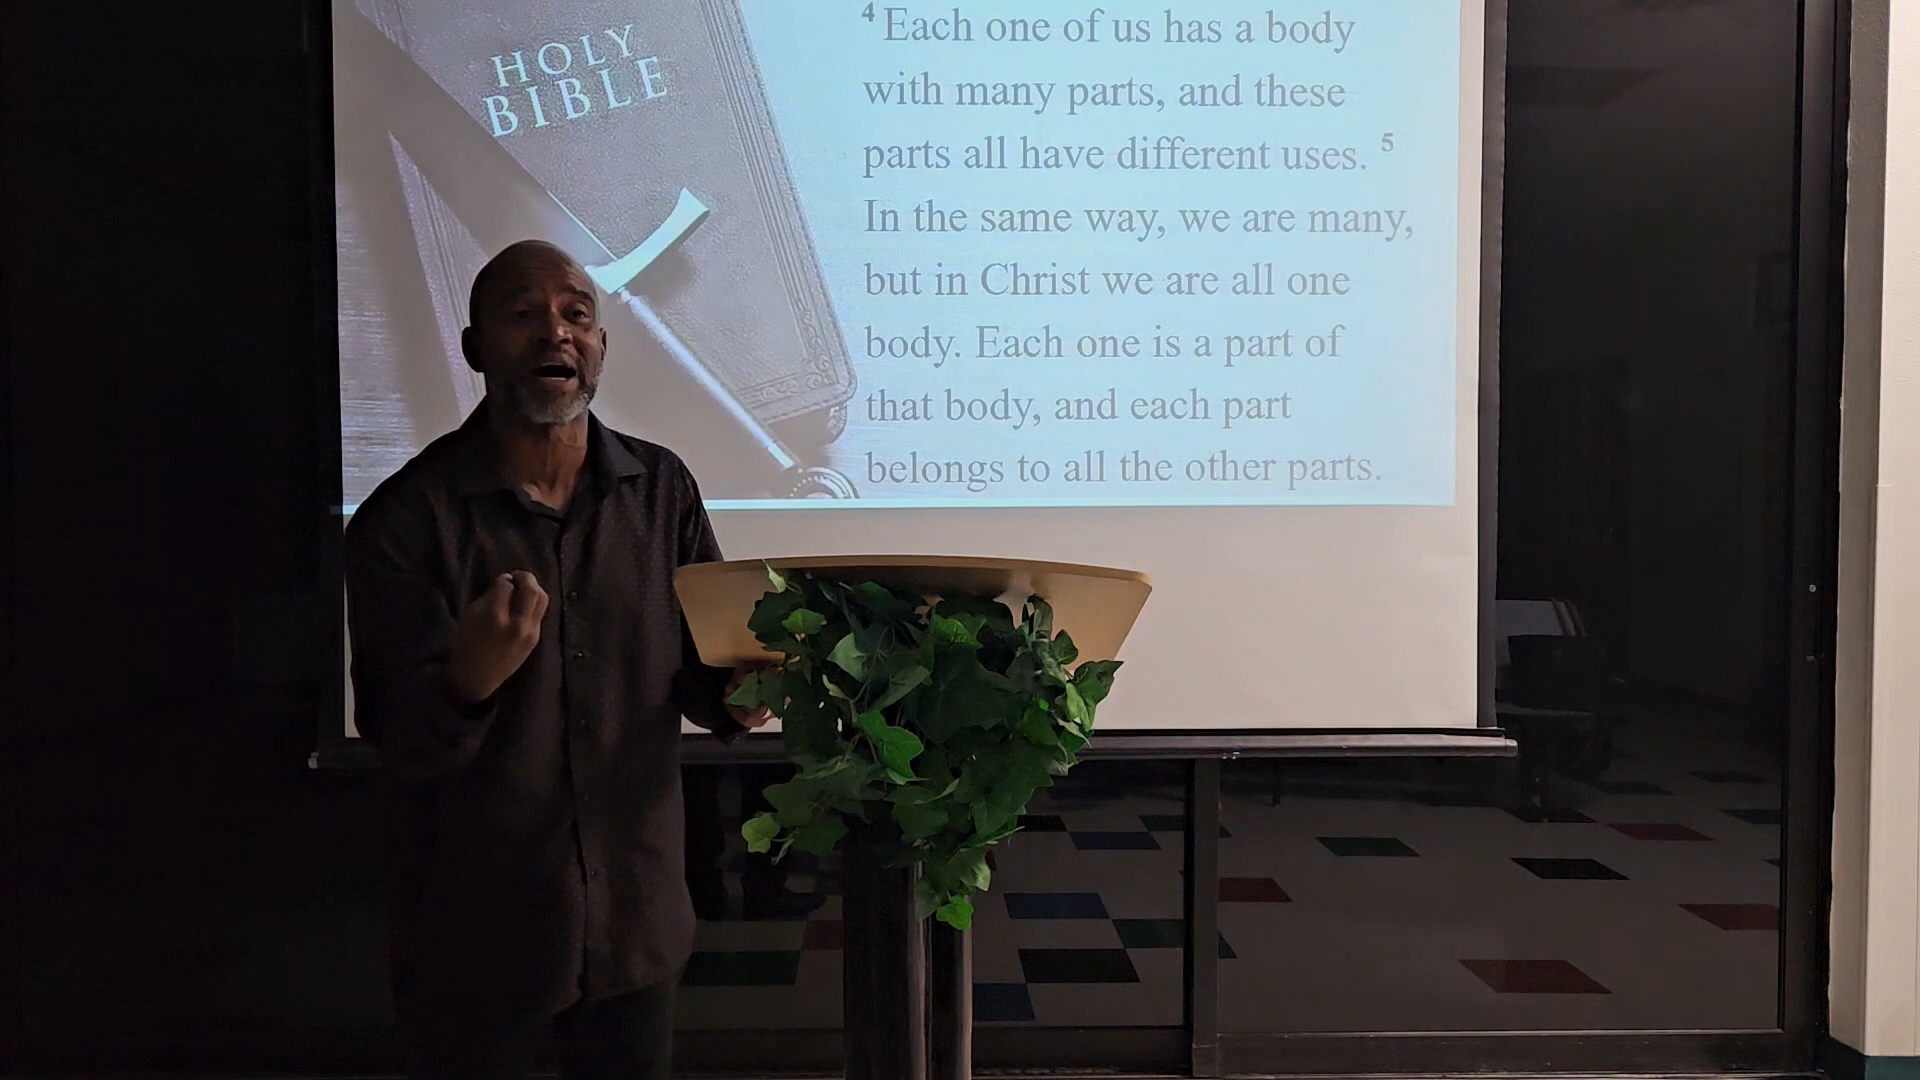 HOLY
BIBLE
4 Each one of us has a body
with many parts, and these
parts all have different uses. 5
In the same way, we are many,
but in Christ we are all one
body. Each one is a part of
that body, and each part
belongs to all the other parts.